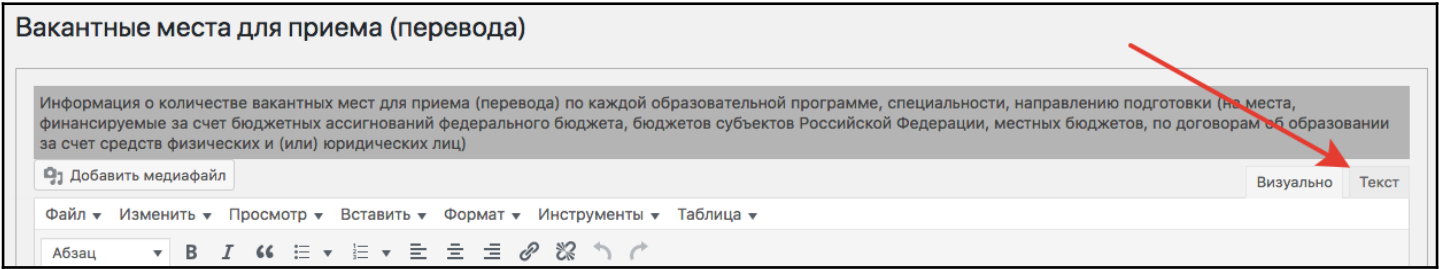 Вакантные места для приема (перевода)
Информация о количестве вакантных мест для приема (перевода) по каждой образовательной программе, специальности, направлению подготовки (на места,
финансируемые за счет бюджетных ассигнований федерального бюджета, бюджетов субъектов Российской Федерации, местных бюджетов, по договорам об образовании
за счет средств физических и (или) юридических лиц)
Добавить медиафайл
Визуально Текст
Файл Изменить Просмотр Вставить Формат Инструменты Таблица
Абзац B I